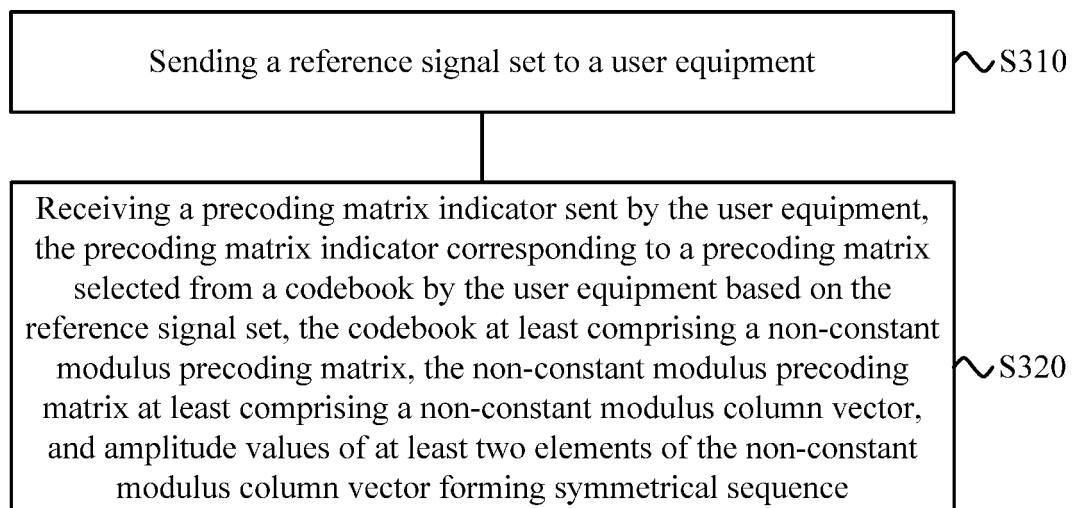 Sending a reference signal set to a user equipment
S310
Receiving a precoding matrix indicator sent by the user equipment,
the precoding matrix indicator corresponding to a precoding matrix
selected from a codebook by the user equipment based on the
reference signal set, the codebook at least comprising a non-constant
modulus precoding matrix, the non-constant modulus precoding
matrix at least comprising a non-constant modulus column vector,
and amplitude values of at least two elements of the non-constant
modulus column vector forming symmetrical sequence
S320